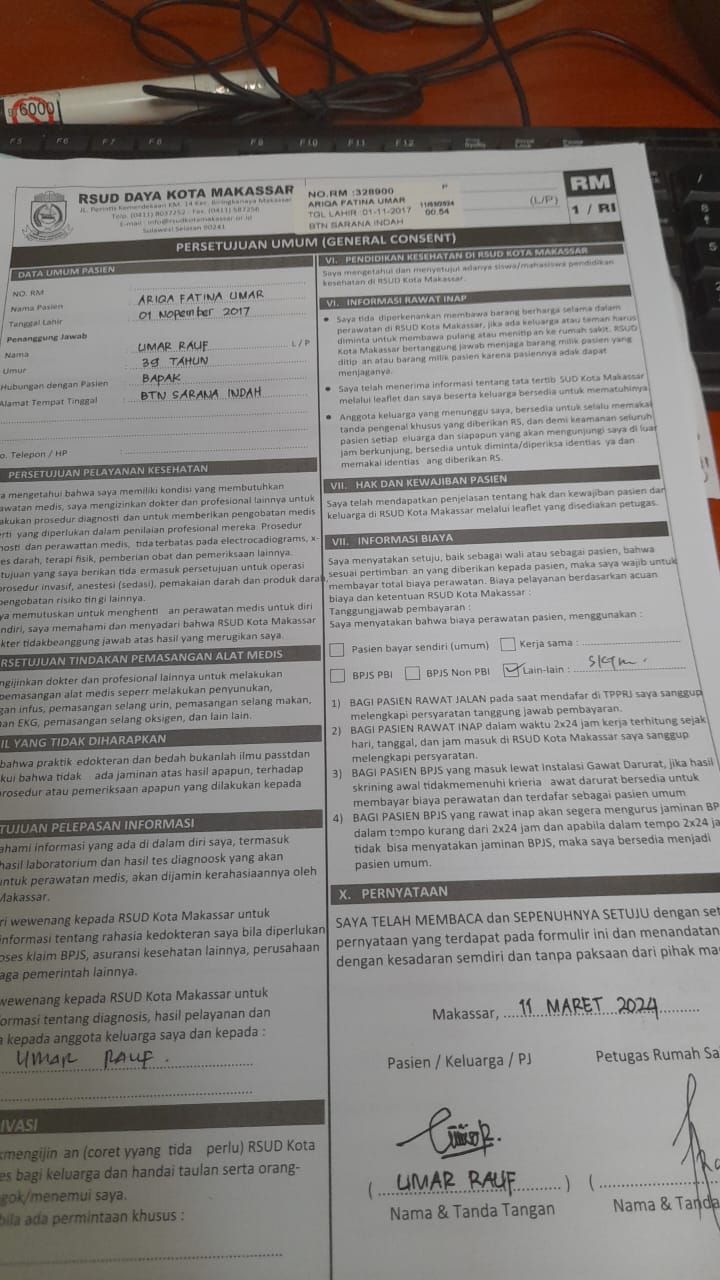 6000
F5 F6 F7 F8 F9 F10 F11 F12
RSUD DAYA KOTA MAKASSAR
JL. Perintis Kemerdekaan KM. 14 Kec. Biringkanaya Makassar
Telp. (0411) 8037252 - Fax. (0411) 587256
E-mail : info@rsudkotamakassar.or.id
Sulawesi Selatan 90241
NO.RM :328900 P
ARIQA FATINA UMAR
TGL LAHIR :01-11-2017 00.54
BTN SARANA INDAH
(L/P)
RM
1 / RI
PERSETUJUAN UMUM (GENERAL CONSENT)
DATA UMUM PASIEN
NO. RM :
Nama Pasien : ARIQA FATINA UMAR
Tanggal Lahir : 01 NOPember 2017
Penanggung Jawab
Nama : UMAR RAUF L / P
Umur : 39 TAHUN
Hubungan dengan Pasien : BAPAK
Alamat Tempat Tinggal : BTN SARANA INDAH
o. Telepon / HP :
PERSETUJUAN PELAYANAN KESEHATAN
a mengetahui bahwa saya memiliki kondisi yang membutuhkan
awatan medis, saya mengizinkan dokter dan profesional lainnya untuk
akukan prosedur diagnosti dan untuk memberikan pengobatan medis
erti yang diperlukan dalam penilaian profesional mereka. Prosedur
nosti dan perawattan medis, tida terbatas pada electrocadiograms, x-
es darah, terapi fisik, pemberian obat dan pemeriksaan lainnya.
tujuan yang saya berikan tida ermasuk persetujuan untuk operasi
prosedur invasif, anestesi (sedasi), pemakaian darah dan produk darah
pengobatan risiko tin gi lainnya.
ya memutuskan untuk menghenti an perawatan medis untuk diri
ndiri, saya memahami dan menyadari bahwa RSUD Kota Makassar
kter tidakbeanggung jawab atas hasil yang merugikan saya.
RSETUJUAN TINDAKAN PEMASANGAN ALAT MEDIS
ngijinkan dokter dan profesional lainnya untuk melakukan
pemasangan alat medis seperr melakukan penyunukan,
gan infus, pemasangan selang urin, pemasangan selang makan,
nan EKG, pemasangan selang oksigen, dan lain lain.
IL YANG TIDAK DIHARAPKAN
bahwa praktik edokteran dan bedah bukanlah ilmu passtdan
kui bahwa tidak ada jaminan atas hasil apapun, terhadap
rosedur atau pemeriksaan apapun yang dilakukan kepada
TUJUAN PELEPASAN INFORMASI
ahami informasi yang ada di dalam diri saya, termasuk
hasil laboratorium dan hasil tes diagnoosk yang akan
untuk perawatan medis, akan dijamin kerahasiaannya oleh
Makassar.
ri wewenang kepada RSUD Kota Makassar untuk
informasi tentang rahasia kedokteran saya bila diperlukan
oses klaim BPJS, asuransi kesehatan lainnya, perusahaan
aga pemerintah lainnya.
wewenang kepada RSUD Kota Makassar untuk
ormasi tentang diagnosis, hasil pelayanan dan
a kepada anggota keluarga saya dan kepada :
UMAR RAUF .
IVASI
kmengijin an (coret yyang tida perlu) RSUD Kota
es bagi keluarga dan handai taulan serta orang-
gok/menemui saya.
bila ada permintaan khusus :
VI. PENDIDIKAN KESEHATAN DI RSUD KOTA MAKASSAR
Saya mengetahui dan menyetujui adanya siswa/mahasiswa pendidikan
kesehatan di RSUD Kota Makassar.
VI. INFORMASI RAWAT INAP
• Saya tida diperkenankan membawa barang berharga selama dalam
perawatan di RSUD Kota Makassar, jika ada keluarga atau teman harus
diminta untuk membawa pulang atau menitip an ke rumah sakit. RSUD
Kota Makassar bertanggung jawab menjaga barang milik pasien yang
ditip an atau barang milik pasien karena pasiennya adak dapat
menjaganya.
• Saya telah menerima informasi tentang tata tertib SUD Kota Makassar
melalui leaflet dan saya beserta keluarga bersedia untuk mematuhinya
• Anggota keluarga yang menunggu saya, bersedia untuk selalu memakai
tanda pengenal khusus yang diberikan RS, dan demi keamanan seluruh
pasien setiap eluarga dan siapapun yang akan mengunjungi saya di luar
jam berkunjung, bersedia untuk diminta/diperiksa identias ya dan
memakai identias ang diberikan RS.
VII. HAK DAN KEWAJIBAN PASIEN
Saya telah mendapatkan penjelasan tentang hak dan kewajiban pasien dan
keluarga di RSUD Kota Makassar melalui leaflet yang disediakan petugas.
VII. INFORMASI BIAYA
Saya menyatakan setuju, baik sebagai wali atau sebagai pasien, bahwa
sesuai pertimban an yang diberikan kepada pasien, maka saya wajib untuk
membayar total biaya perawatan. Biaya pelayanan berdasarkan acuan
biaya dan ketentuan RSUD Kota Makassar :
Tanggungjawab pembayaran :
Saya menyatakan bahwa biaya perawatan pasien, menggunakan :
Pasien bayar sendiri (umum) Kerja sama :
BPJS PBI BPJS Non PBI Lain-lain :
1) BAGI PASIEN RAWAT JALAN pada saat mendafar di TPPRJ saya sanggup
melengkapi persyaratan tanggung jawab pembayaran.
2) BAGI PASIEN RAWAT INAP dalam waktu 2x24 jam kerja terhitung sejak
hari, tanggal, dan jam masuk di RSUD Kota Makassar saya sanggup
melengkapi persyaratan.
3) BAGI PASIEN BPJS yang masuk lewat Instalasi Gawat Darurat, jika hasil
skrining awal tidakmemenuhi krieria awat darurat bersedia untuk
membayar biaya perawatan dan terdafar sebagai pasien umum
4) BAGI PASIEN BPJS yang rawat inap akan segera mengurus jaminan BP
dalam tempo kurang dari 2x24 jam dan apabila dalam tempo 2x24 ja
tidak bisa menyatakan jaminan BPJS, maka saya bersedia menjadi
pasien umum.
X. PERNYATAAN
SAYA TELAH MEMBACA dan SEPENUHNYA SETUJU dengan set
pernyataan yang terdapat pada formulir ini dan menandatan
dengan kesadaran semdiri dan tanpa paksaan dari pihak ma
Makassar, 11 MARET 2024
Pasien / Keluarga / PJ Petugas Rumah Sa
( UMAR RAUF ) (
Nama & Tanda Tangan Nama & Tanda